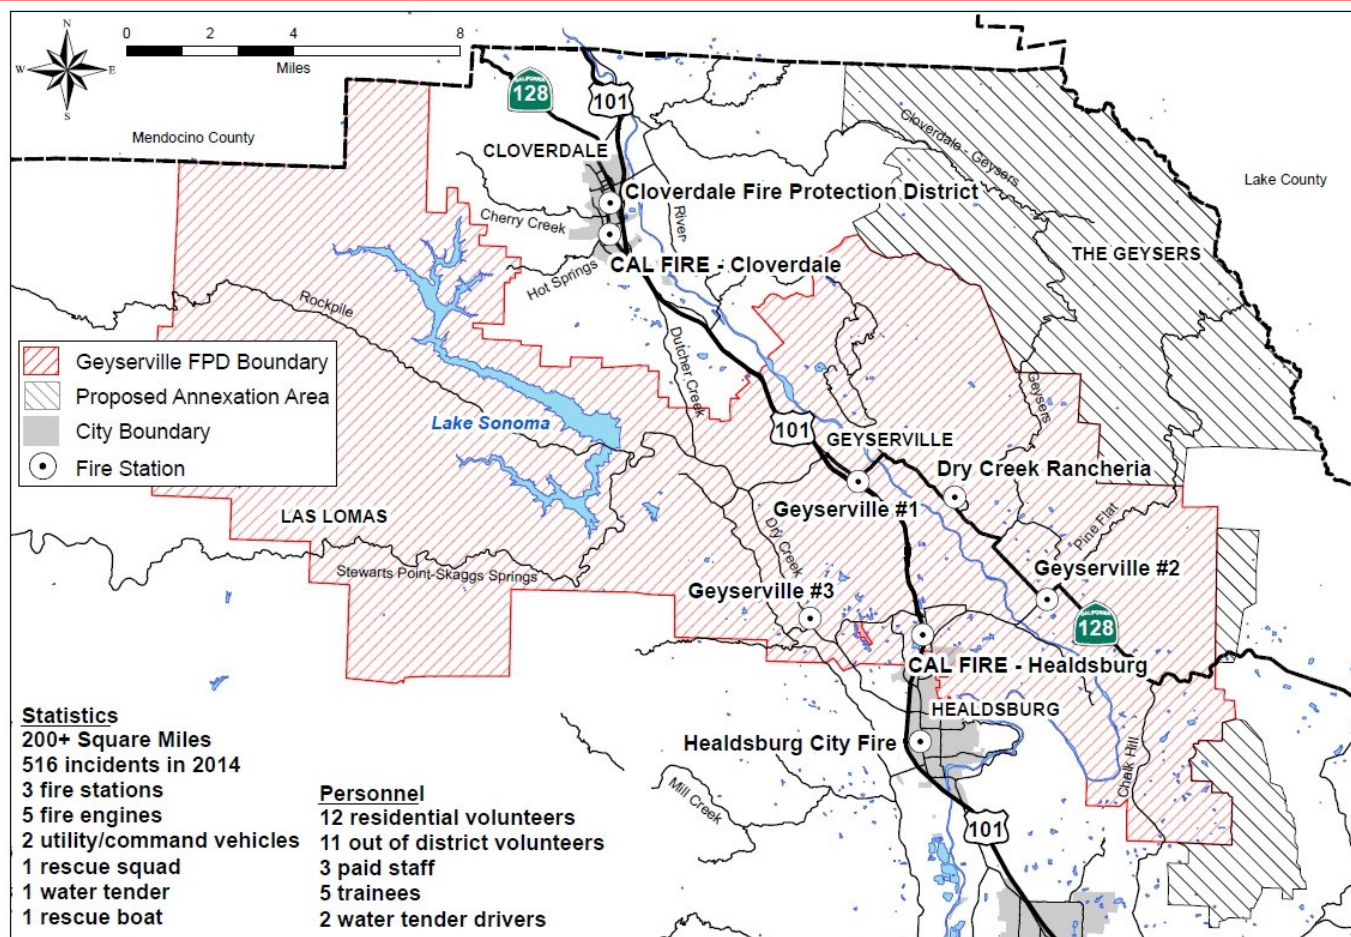 N
W
E
S
0
2
4
8
Miles
Mendocino County
CALIFORNIA
128
101
CLOVERDALE
Cloverdale Fire Protection District
Cherry Creek
River
CAL FIRE - Cloverdale
Hot Springs
Cloverdale - Geysers
Lake County
THE GEYSERS
Rockpile
Dutcher Creek
Geysers
Geyserville FPD Boundary
Proposed Annexation Area
City Boundary
Fire Station
Lake Sonoma
101
GEYSERVILLE
Dry Creek Rancheria
Geyserville #1
LAS LOMAS
Dry Creek
Pine Flat
Stewarts Point-Skaggs Springs
Geyserville #2
Geyserville #3
CALIFORNIA
128
CAL FIRE - Healdsburg
HEALDSBURG
Healdsburg City Fire
Chalk Hill
Mill Creek
101
Statistics
200+ Square Miles
516 incidents in 2014
3 fire stations
5 fire engines
2 utility/command vehicles
1 rescue squad
1 water tender
1 rescue boat
Personnel
12 residential volunteers
11 out of district volunteers
3 paid staff
5 trainees
2 water tender drivers